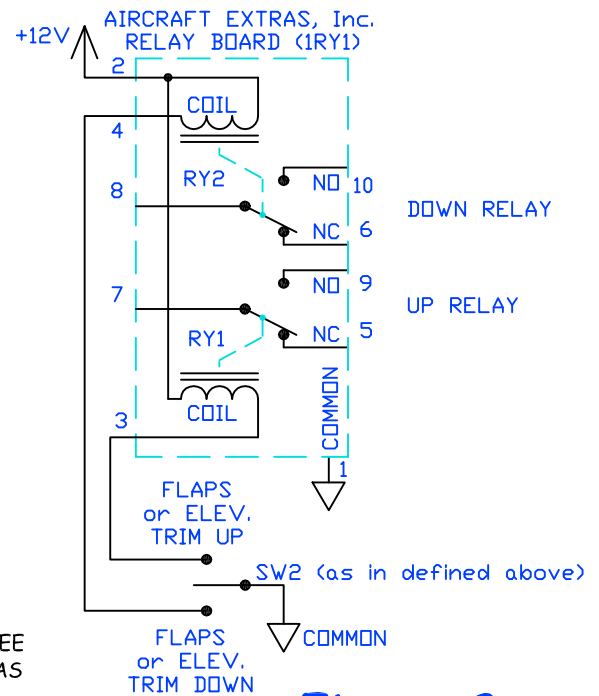 AIRCRAFT EXTRAS, Inc.
RELAY BOARD (1RY1)
+12V
2
COIL
4
RY2
8
NO 10
DOWN RELAY
NC 6
NO 9
7
UP RELAY
NC 5
RY1
COIL
3
COMMON
1
FLAPS
or ELEV.
TRIM UP
SW2 (as in defined above)
COMMON
FLAPS
or ELEV.
TRIM DOWN
EE
AS